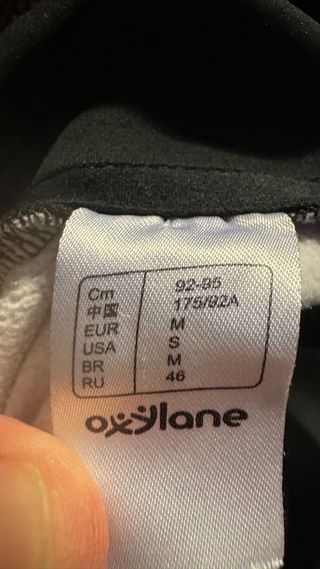 Cm 92-95
中国 175/92A
EUR M
USA S
BR M
RU 46
oxylane